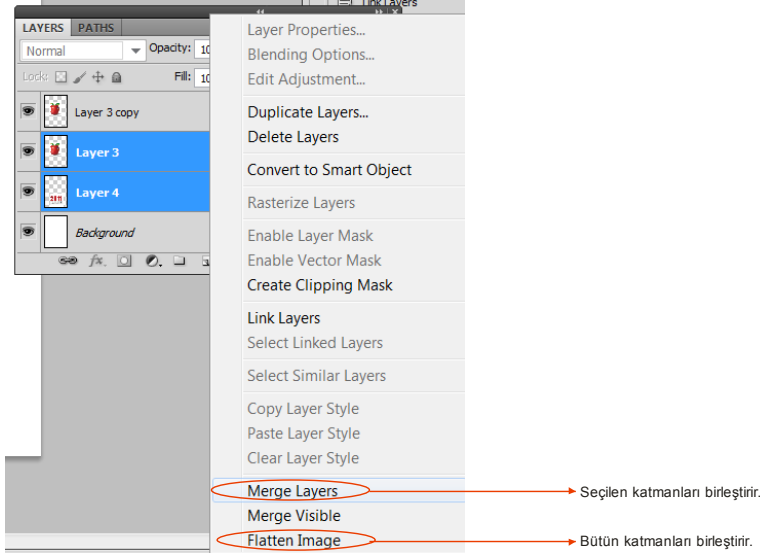 Link Layers
LAYERS PATHS
Normal Opacity: 10
Lock: Fill: 10
Layer 3 copy
Layer 3
Layer 4
Background
fx.
Layer Properties...
Blending Options...
Edit Adjustment...
Duplicate Layers...
Delete Layers
Convert to Smart Object
Rasterize Layers
Enable Layer Mask
Enable Vector Mask
Create Clipping Mask
Link Layers
Select Linked Layers
Select Similar Layers
Copy Layer Style
Paste Layer Style
Clear Layer Style
Merge Layers
Seçilen katmanları birleştirir.
Merge Visible
Flatten Image
Bütün katmanları birleştirir.